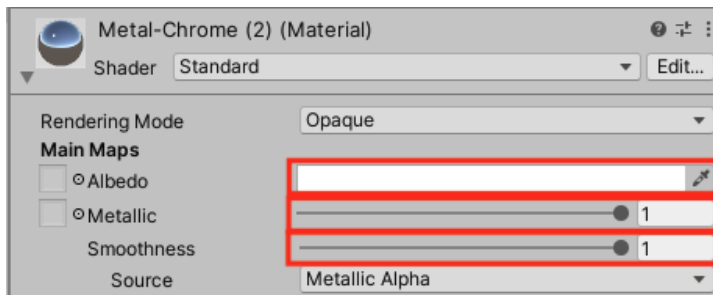 Metal-Chrome (2) (Material)
Shader Standard Edit...
Rendering Mode Opaque
Main Maps
Albedo
Metallic 1
Smoothness 1
Source Metallic Alpha